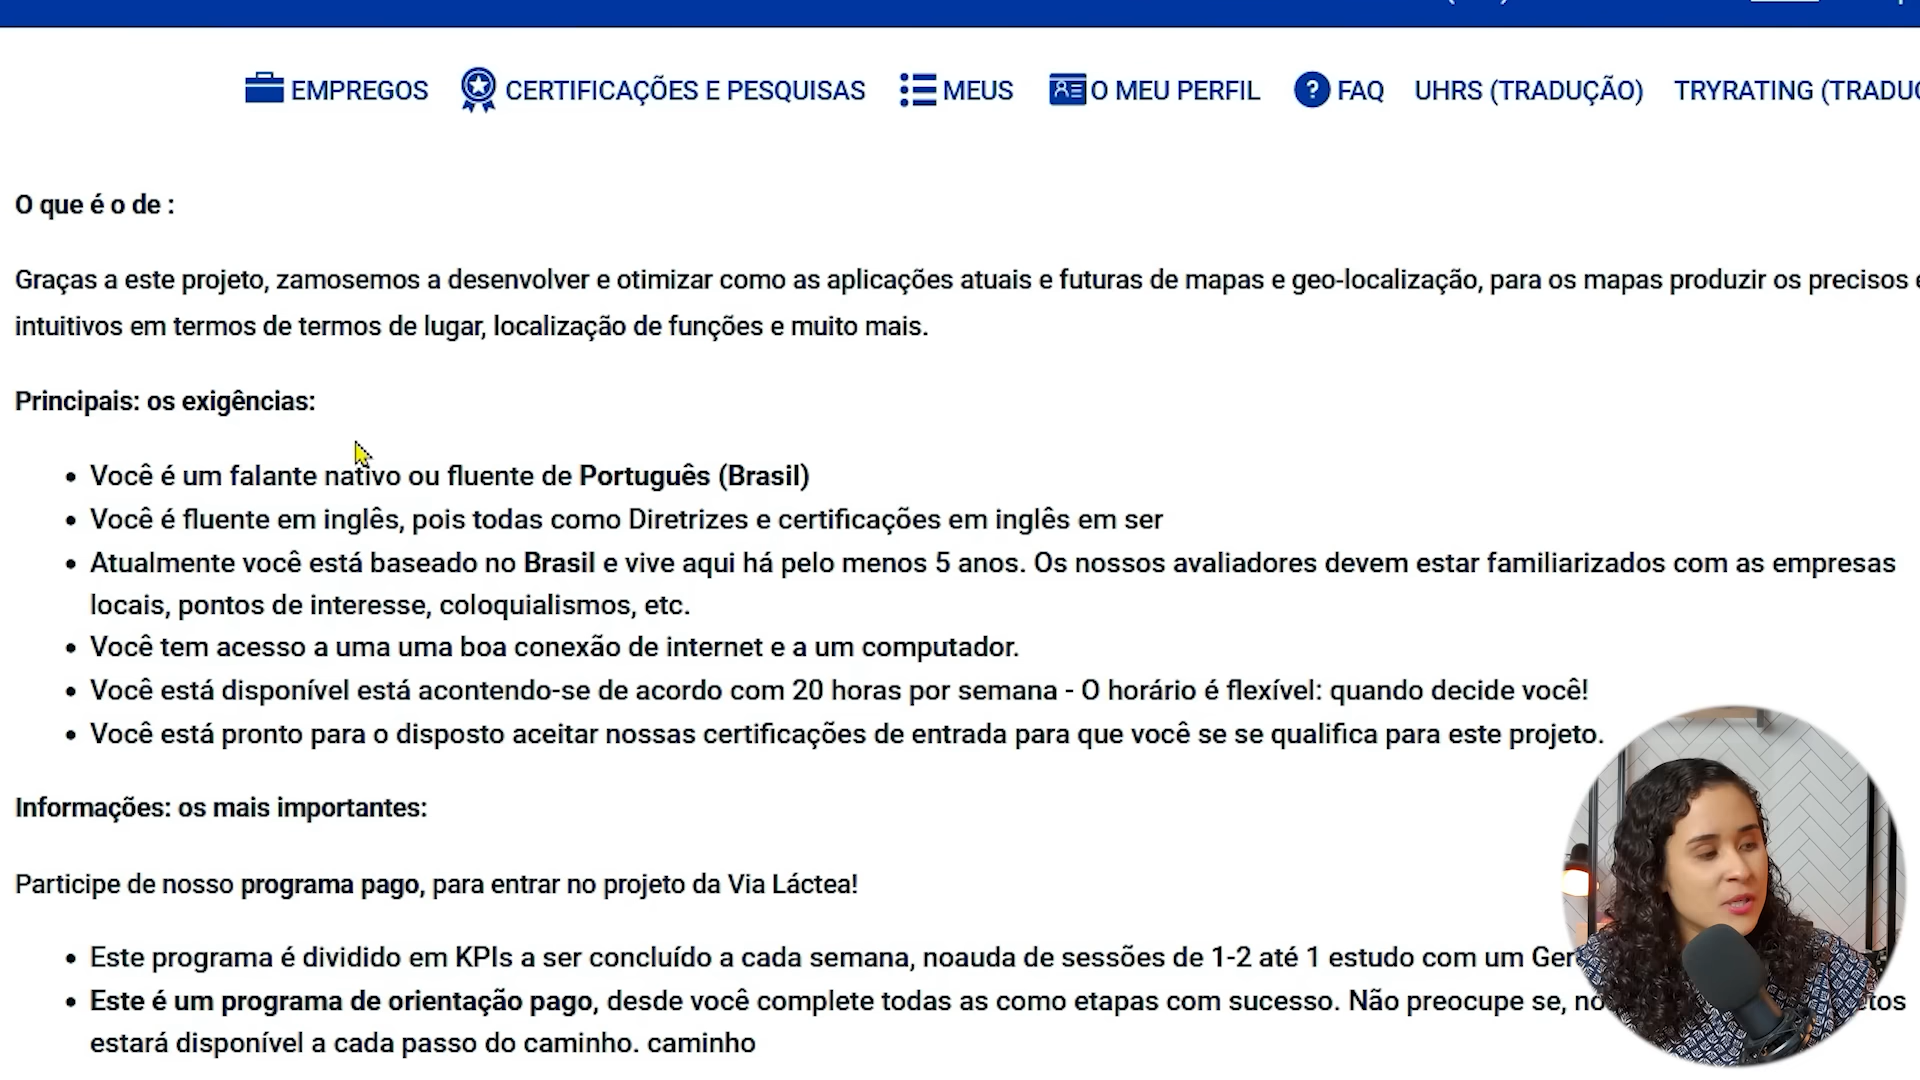 EMPREGOS CERTIFICAÇÕES E PESQUISAS MEUS O MEU PERFIL FAQ UHRS (TRADUÇÃO) TRYRATING (TRADUÇ
O que é o de :
Graças a este projeto, zamosemos a desenvolver e otimizar como as aplicações atuais e futuras de mapas e geo-localização, para os mapas produzir os precisos e
intuitivos em termos de termos de lugar, localização de funções e muito mais.
Principais: os exigências:
• Você é um falante nativo ou fluente de Português (Brasil)
• Você é fluente em inglês, pois todas como Diretrizes e certificações em inglês em ser
• Atualmente você está baseado no Brasil e vive aqui há pelo menos 5 anos. Os nossos avaliadores devem estar familiarizados com as empresas
locais, pontos de interesse, coloquialismos, etc.
• Você tem acesso a uma uma boa conexão de internet e a um computador.
• Você está disponível está acontendo-se de acordo com 20 horas por semana - O horário é flexível: quando decide você!
• Você está pronto para o disposto aceitar nossas certificações de entrada para que você se se qualifica para este projeto.
Informações: os mais importantes:
Participe de nosso programa pago, para entrar no projeto da Via Láctea!
• Este programa é dividido em KPIs a ser concluído a cada semana, noauda de sessões de 1-2 até 1 estudo com um Ger
• Este é um programa de orientação pago, desde você complete todas as como etapas com sucesso. Não preocupe se, no etos
estará disponível a cada passo do caminho. caminho